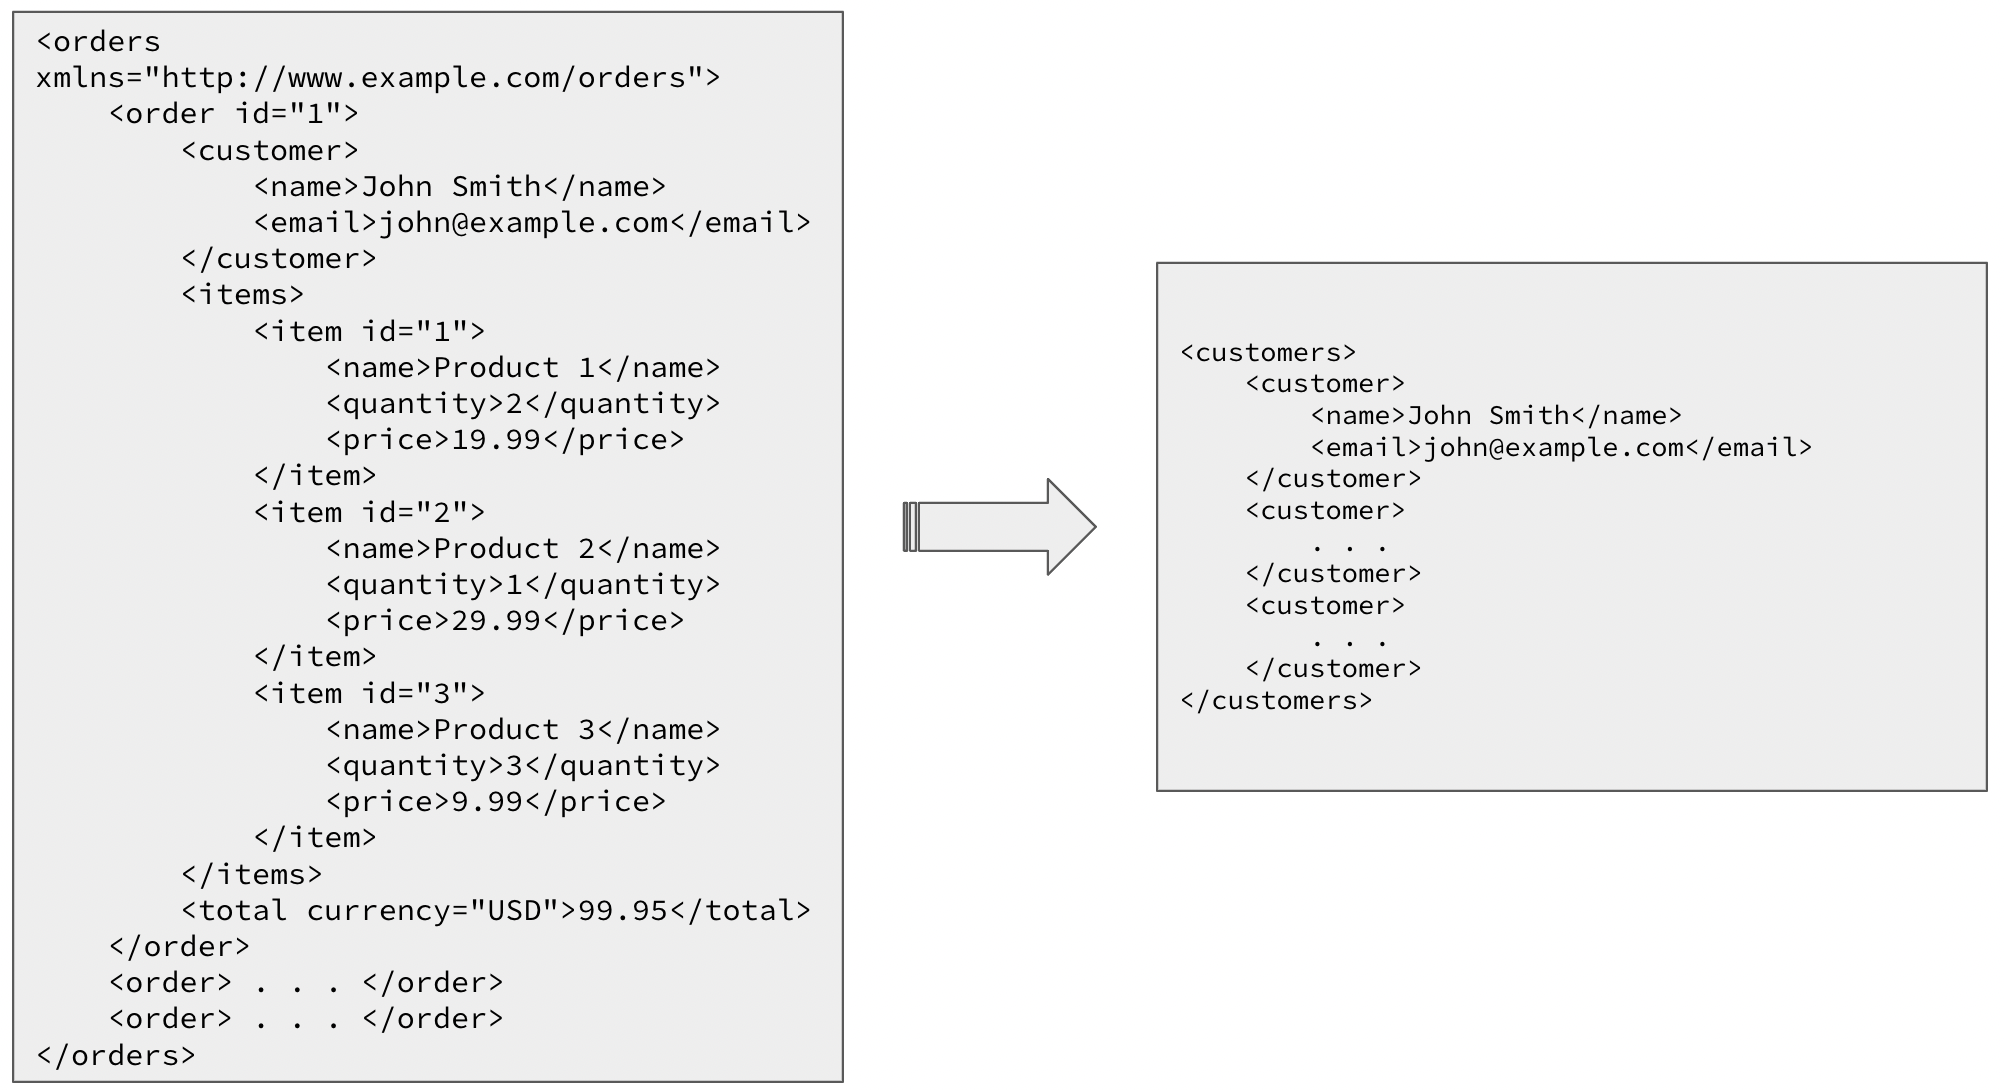 <orders
xmlns="http://www.example.com/orders">
    <order id="1">
        <customer>
            <name>John Smith</name>
            <email>john@example.com</email>
        </customer>
        <items>
            <item id="1">
                <name>Product 1</name>
                <quantity>2</quantity>
                <price>19.99</price>
            </item>
            <item id="2">
                <name>Product 2</name>
                <quantity>1</quantity>
                <price>29.99</price>
            </item>
            <item id="3">
                <name>Product 3</name>
                <quantity>3</quantity>
                <price>9.99</price>
            </item>
        </items>
        <total currency="USD">99.95</total>
    </order>
    <order> . . . </order>
    <order> . . . </order>
</orders>
<customers>
    <customer>
        <name>John Smith</name>
        <email>john@example.com</email>
    </customer>
    <customer>
        . . .
    </customer>
    <customer>
        . . .
    </customer>
</customers>